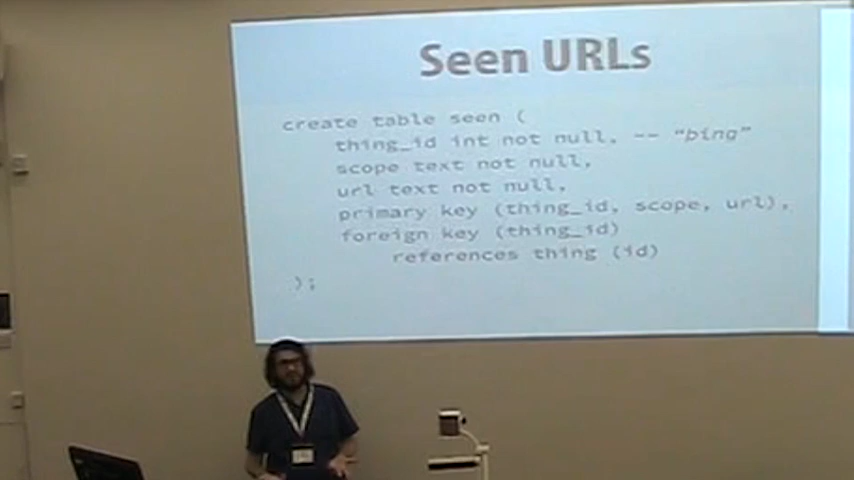 Seen URLs
create table seen (
thing_id int not null, -- "bing"
scope text not null,
url text not null,
primary key (thing_id, scope, url),
foreign key (thing_id)
references thing (id)
);